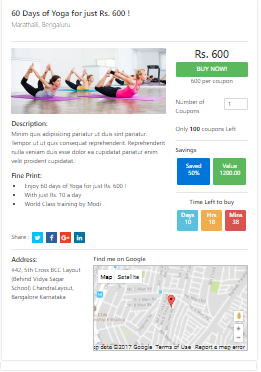 60 Days of Yoga for just Rs. 600 !
Marathalli, Bengaluru
Rs. 600
BUY NOW!
600 per coupon
Number of
Coupons
1
Only 100 coupons Left
Description:
Minim quis adipisicing pariatur ut duis sint pariatur.
Tempor ut ut quis consequat reprehenderit. Reprehenderit
nulla veniam duis esse dolor ea cupidatat pariatur enim
velit proident cupidatat.
Savings
Saved
50%
Value
1200.00
Fine Print:
Enjoy 60 days of Yoga for just Rs. 600 !
With just Rs. 10 a day
World Class training by Modi
Time Left to buy
Days
10
Hrs
18
Mins
38
Share :
Address:
#42, 5th Cross BCC Layout
(Behind Vidya Sagar
School) ChandraLayout,
Bangalore Karnataka
Find me on Google
Map Satellite
p data ©2017 Google Terms of Use Report a map error